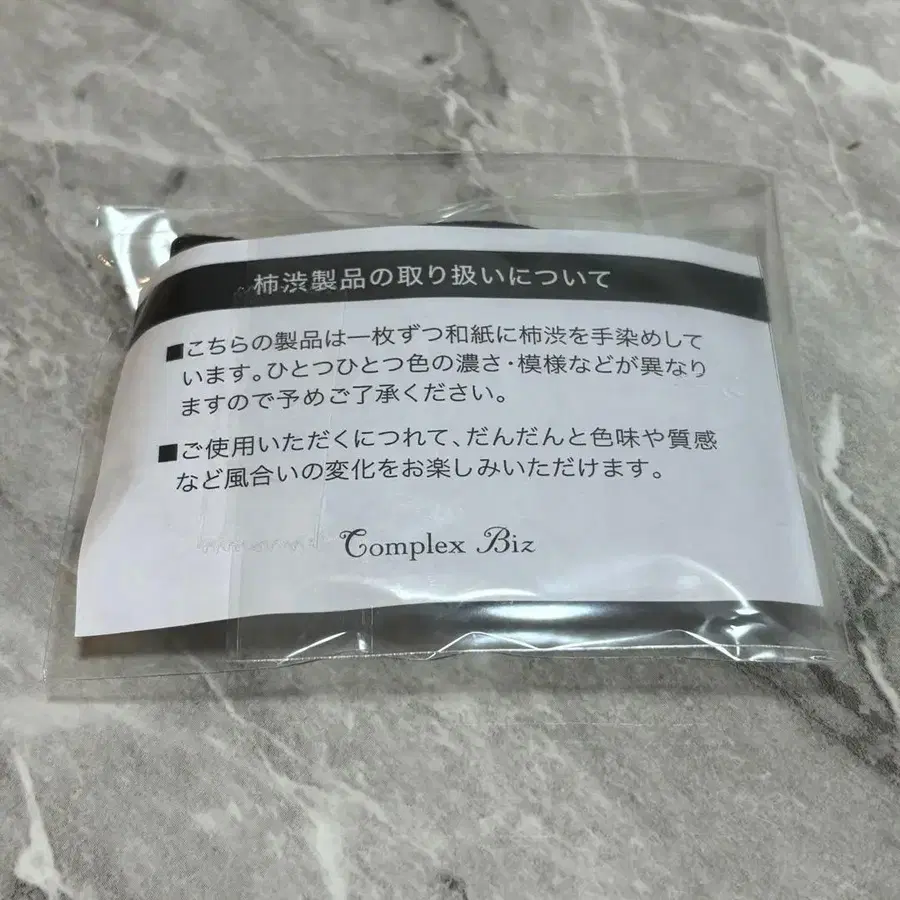 柿渋製品の取り扱いについて
■こちらの製品は一枚ずつ和紙に柿渋を手染めして
います。ひとつひとつ色の濃さ・模様などが異なり
ますので予めご了承ください。
■ご使用いただくにつれて、だんだんと色味や質感
など風合いの変化をお楽しみいただけます。
Complex Biz